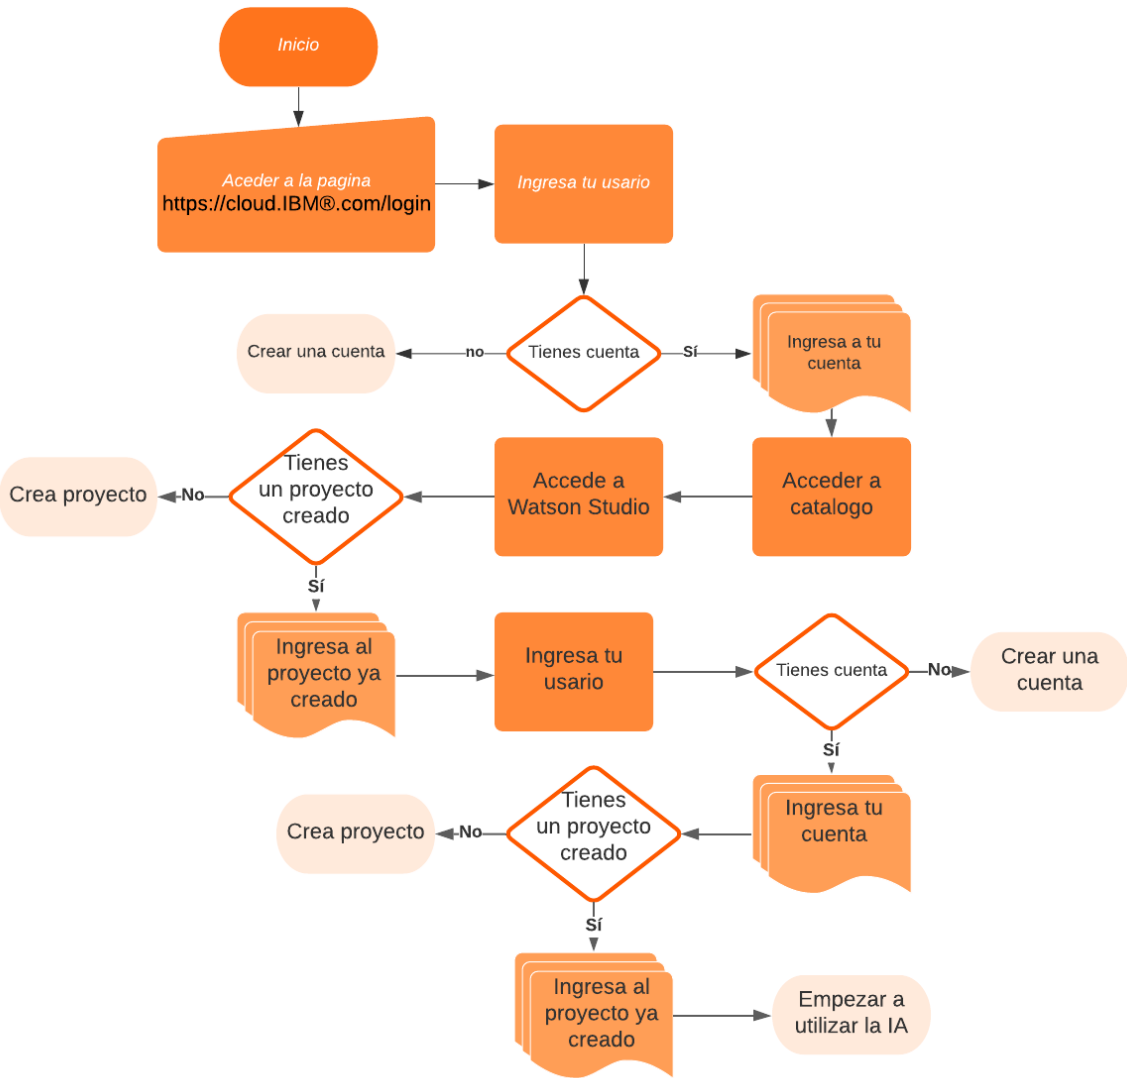 Inicio
Aceder a la pagina
https://cloud.IBM®.com/login
Ingresa tu usario
Crear una cuenta
no
Tienes cuenta
Sí
Ingresa a tu
cuenta
Crea proyecto
No
Tienes
un proyecto
creado
Accede a
Watson Studio
Acceder a
catalogo
Sí
Ingresa al
proyecto ya
creado
Ingresa tu
usario
Tienes cuenta
No
Crear una
cuenta
Sí
Crea proyecto
No
Tienes
un proyecto
creado
Ingresa tu
cuenta
Sí
Ingresa al
proyecto ya
creado
Empezar a
utilizar la IA